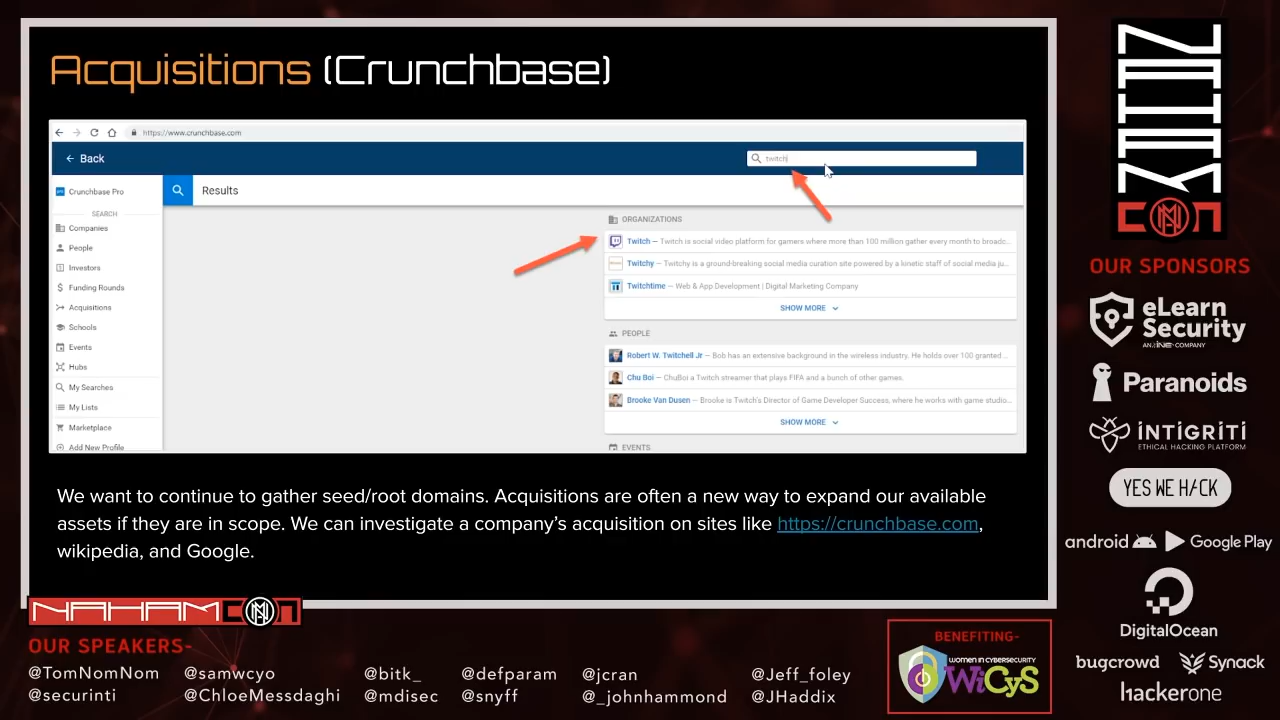 Acquisitions (Crunchbase)
https://www.crunchbase.com
Back
twitch
Crunchbase Pro
Results
SEARCH
Companies
People
Investors
Funding Rounds
Acquisitions
Schools
Events
Hubs
My Searches
My Lists
Marketplace
Add New Profile
ORGANIZATIONS
Twitch — Twitch is social video platform for gamers where more than 100 million gather every month to broadc...
Twitchy — Twitchy is a ground-breaking social media curation site powered by a kinetic staff of social media ju...
Twitchtime — Web & App Development | Digital Marketing Company
SHOW MORE
PEOPLE
Robert W. Twitchell Jr — Bob has an extensive background in the wireless industry. He holds over 100 granted ...
Chu Boi — ChuBoi a Twitch streamer that plays FIFA and a bunch of other games.
Brooke Van Dusen — Brooke is Twitch's Director of Game Developer Success, where he works with game studio...
SHOW MORE
EVENTS
We want to continue to gather seed/root domains. Acquisitions are often a new way to expand our available
assets if they are in scope. We can investigate a company's acquisition on sites like https://crunchbase.com,
wikipedia, and Google.
NAHAMCON
OUR SPEAKERS-
@TomNomNom @samwcyo @bitk_ @defparam @jcran @Jeff_foley
@securinti @ChloeMessdaghi @mdisec @snyff @_johnhammond @JHaddix
BENEFITING-
WOMEN IN CYBERSECURITY
WiCyS
NAHAM
CON
OUR SPONSORS
eLearn
Security
AN INE COMPANY
Paranoids
INTIGRITI
ETHICAL HACKING PLATFORM
YES WE H/CK
android Google Play
DigitalOcean
bugcrowd Synack
hackerone